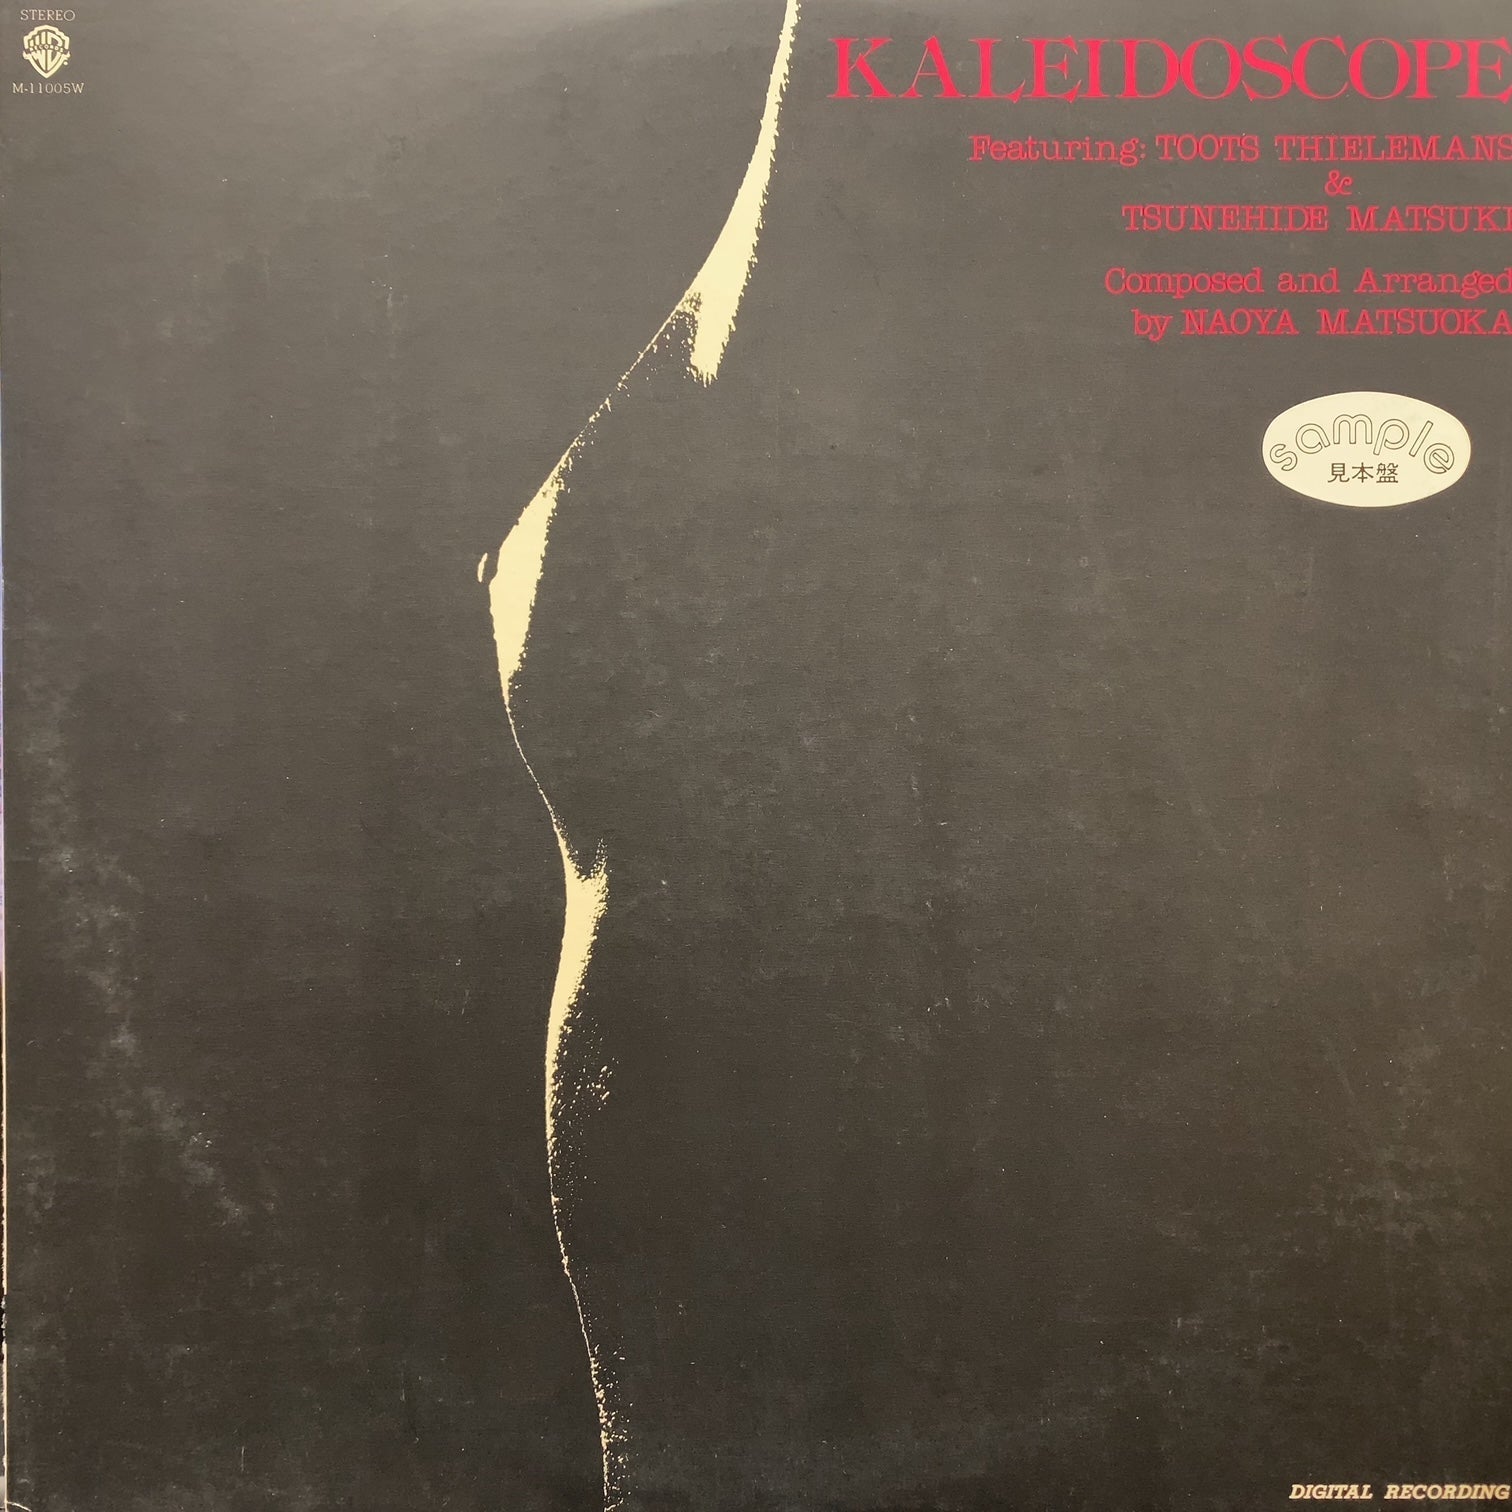 STEREO
M-11005W
KALEIDOSCOPE
Featuring: TOOTS THIELEMANS
&
TSUNEHIDE MATSUKI
Composed and Arranged
by NAOYA MATSUOKA
sample
見本盤
DIGITAL RECORDING